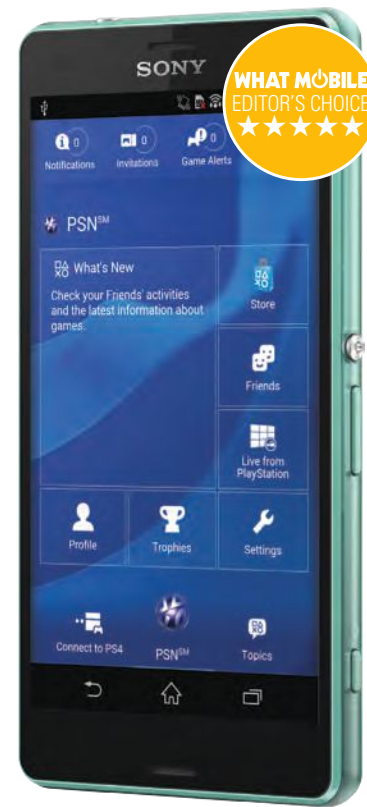 SONY
WHAT MOBILE
EDITOR'S CHOICE
0
0
0
Notifications
Invitations
Game Alerts
PSN℠
What's New
Check your Friends' activities
and the latest information about
games.
Store
Friends
Live from
PlayStation
Profile
Trophies
Settings
Connect to PS4
PSN℠
Topics